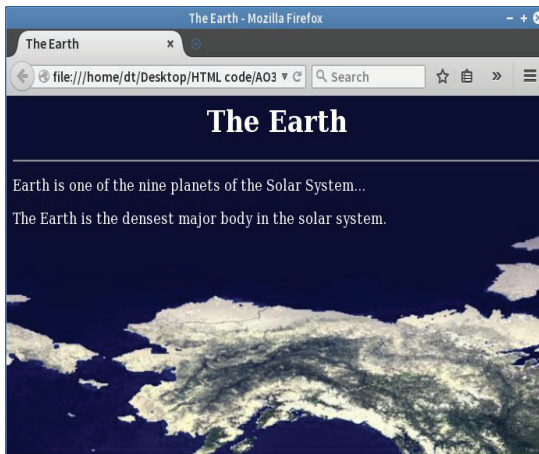 The Earth - Mozilla Firefox
The Earth
file:///home/dt/Desktop/HTML code/AO3
Search
The Earth
Earth is one of the nine planets of the Solar System...
The Earth is the densest major body in the solar system.